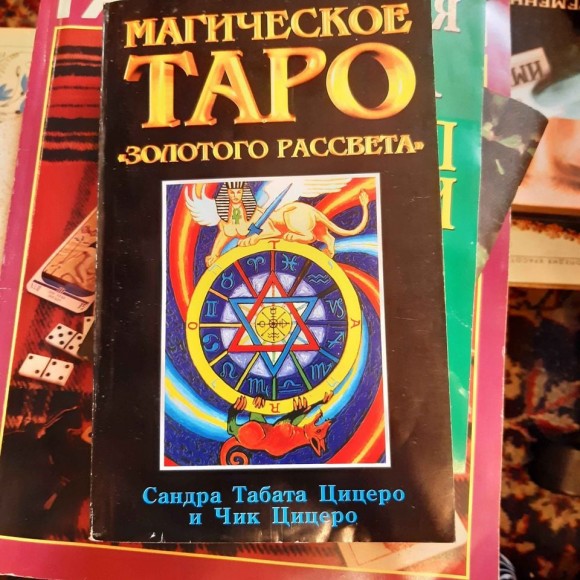 МАГИЧЕСКОЕ
ТАРО
«ЗОЛОТОГО РАССВЕТА»
Т
А
R
О
Сандра Табата Цицеро
и Чик Цицеро